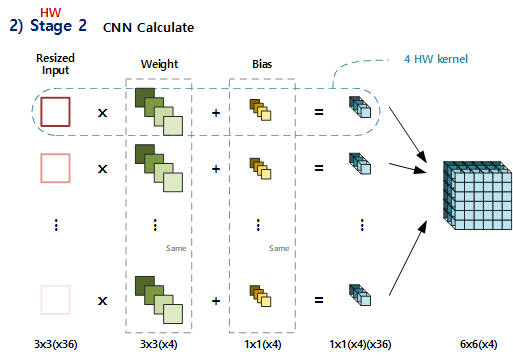 HW
2) Stage 2 CNN Calculate
Resized Input Weight Bias 4 HW kernel
x + =
x + =
⋮ ⋮ ⋮ ⋮
Same Same
x + =
3x3(x36) 3x3(x4) 1x1(x4) 1x1(x4)(x36) 6x6(x4)